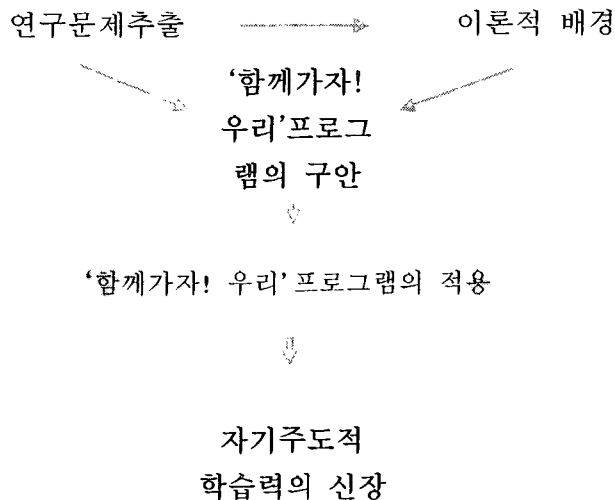 연구문제추출 이론적 배경
‘함께가자!
우리’프로그
램의 구안
‘함께가자! 우리’프로그램의 적용
자기주도적
학습력의 신장